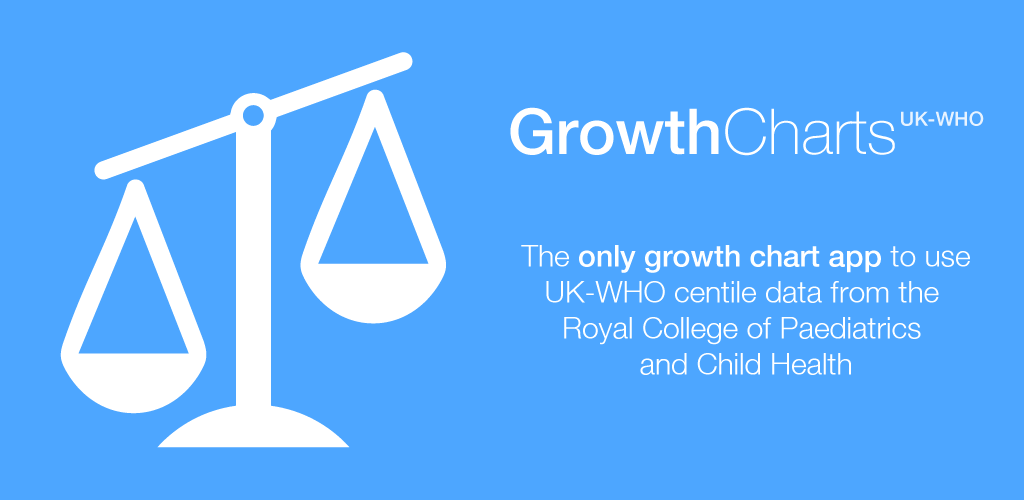 GrowthCharts UK-WHO
The only growth chart app to use
UK-WHO centile data from the
Royal College of Paediatrics
and Child Health